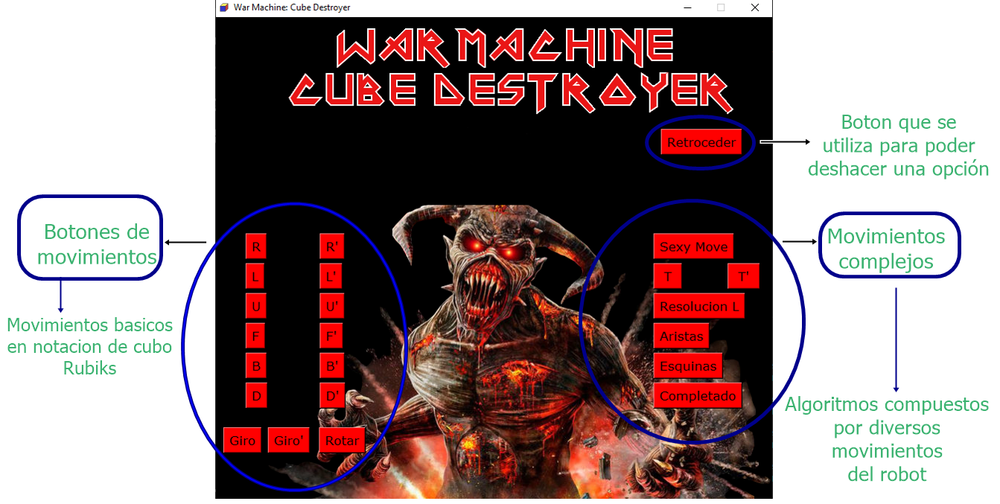 War Machine: Cube Destroyer
WAR MACHINE
CUBE DESTROYER
Retroceder
Boton que se
utiliza para poder
deshacer una opción
Botones de
movimientos
Movimientos basicos
en notacion de cubo
Rubiks
R R'
L L'
U U'
F F'
B B'
D D'
Giro Giro' Rotar
Sexy Move
T T'
Resolucion L
Aristas
Esquinas
Completado
Movimientos
complejos
Algoritmos compuestos
por diversos
movimientos
del robot